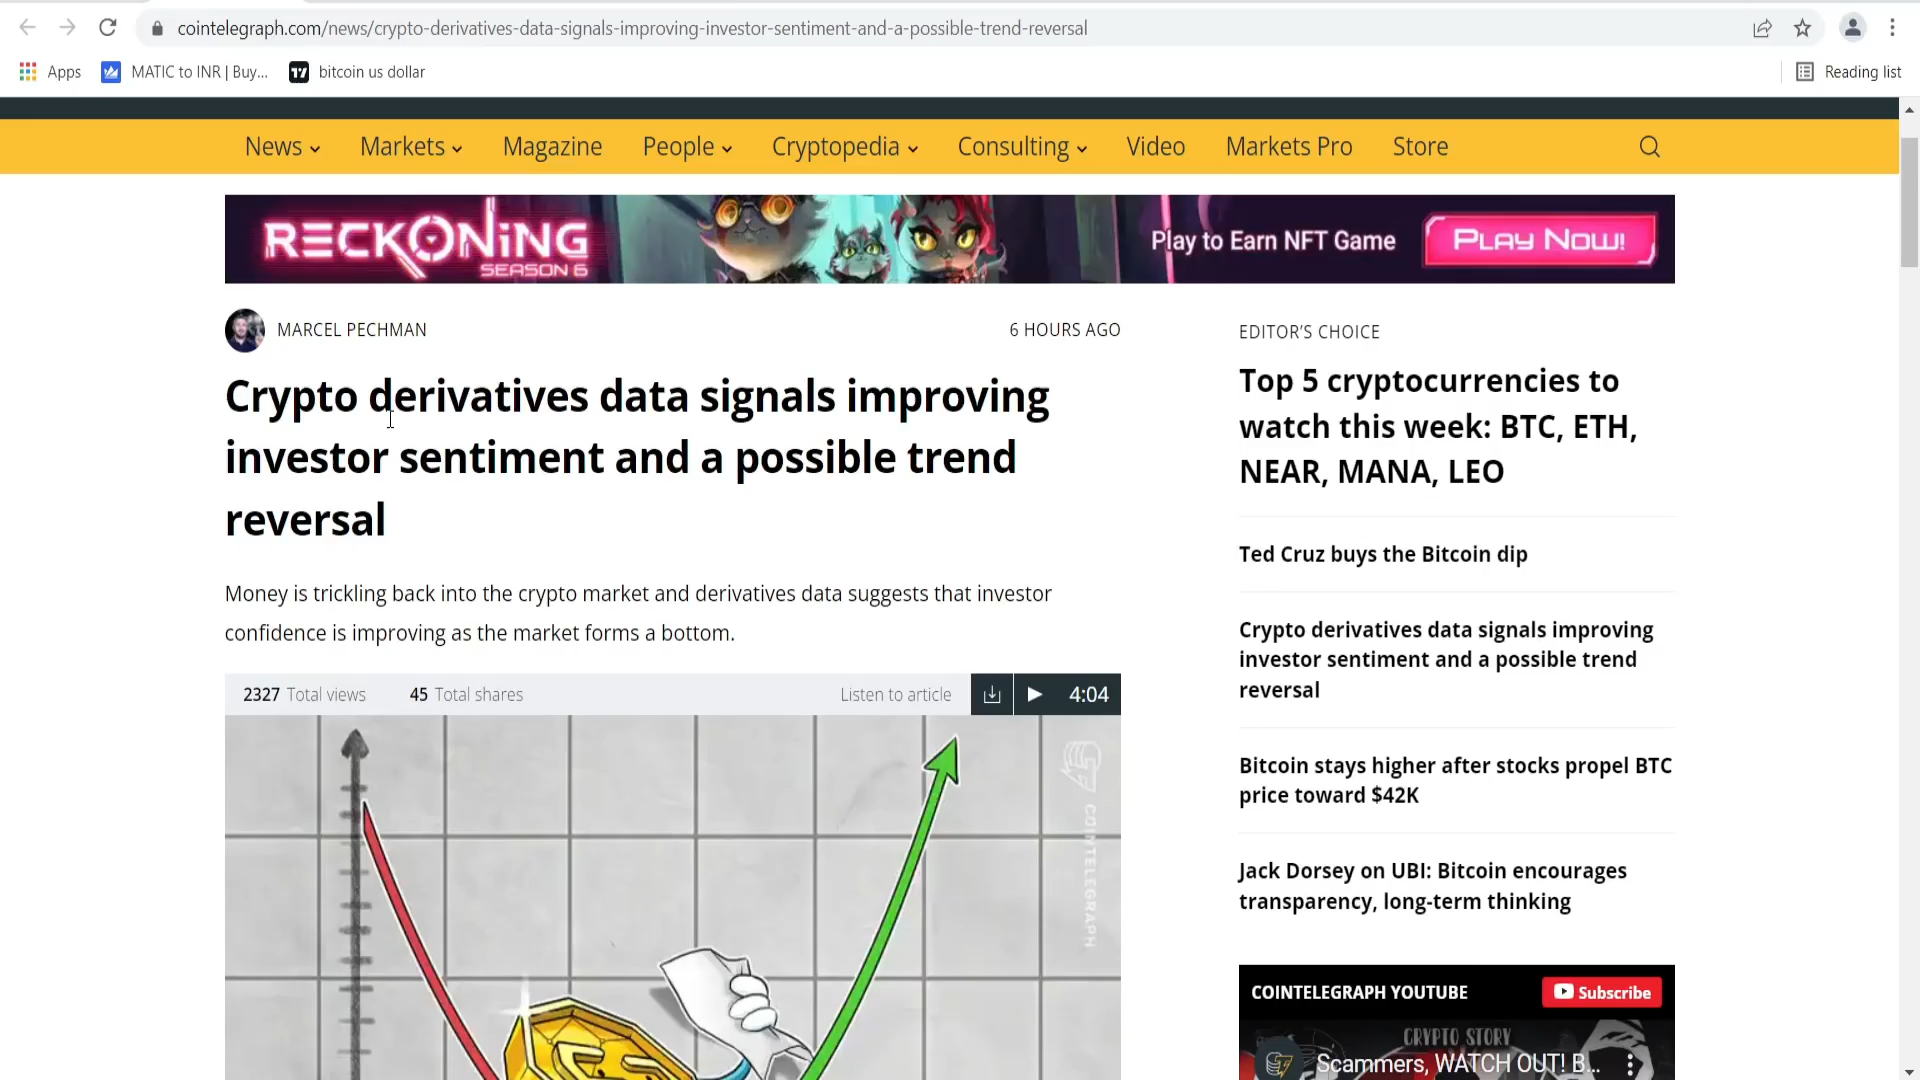 cointelegraph.com/news/crypto-derivatives-data-signals-improving-investor-sentiment-and-a-possible-trend-reversal
Apps MATIC to INR | Buy... bitcoin us dollar Reading list
News Markets Magazine People Cryptopedia Consulting Video Markets Pro Store
RECKONING
SEASON 6
Play to Earn NFT Game
PLAY NOW!
MARCEL PECHMAN 6 HOURS AGO
Crypto derivatives data signals improving
investor sentiment and a possible trend
reversal
Money is trickling back into the crypto market and derivatives data suggests that investor
confidence is improving as the market forms a bottom.
2327 Total views 45 Total shares Listen to article 4:04
COINTELEGRAPH
EDITOR'S CHOICE
Top 5 cryptocurrencies to
watch this week: BTC, ETH,
NEAR, MANA, LEO
Ted Cruz buys the Bitcoin dip
Crypto derivatives data signals improving
investor sentiment and a possible trend
reversal
Bitcoin stays higher after stocks propel BTC
price toward $42K
Jack Dorsey on UBI: Bitcoin encourages
transparency, long-term thinking
COINTELEGRAPH YOUTUBE Subscribe
CRYPTO STORY
Scammers, WATCH OUT! B...